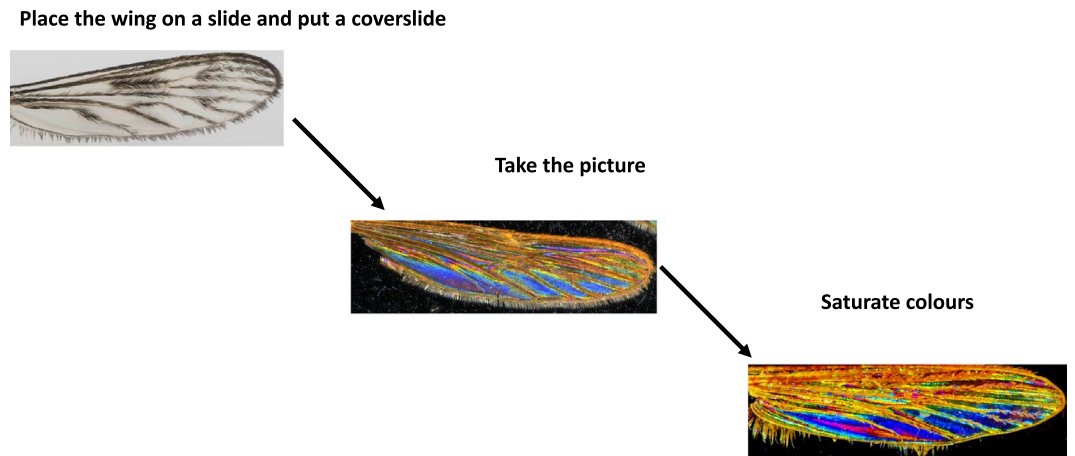 Place the wing on a slide and put a coverslide
Take the picture
Saturate colours